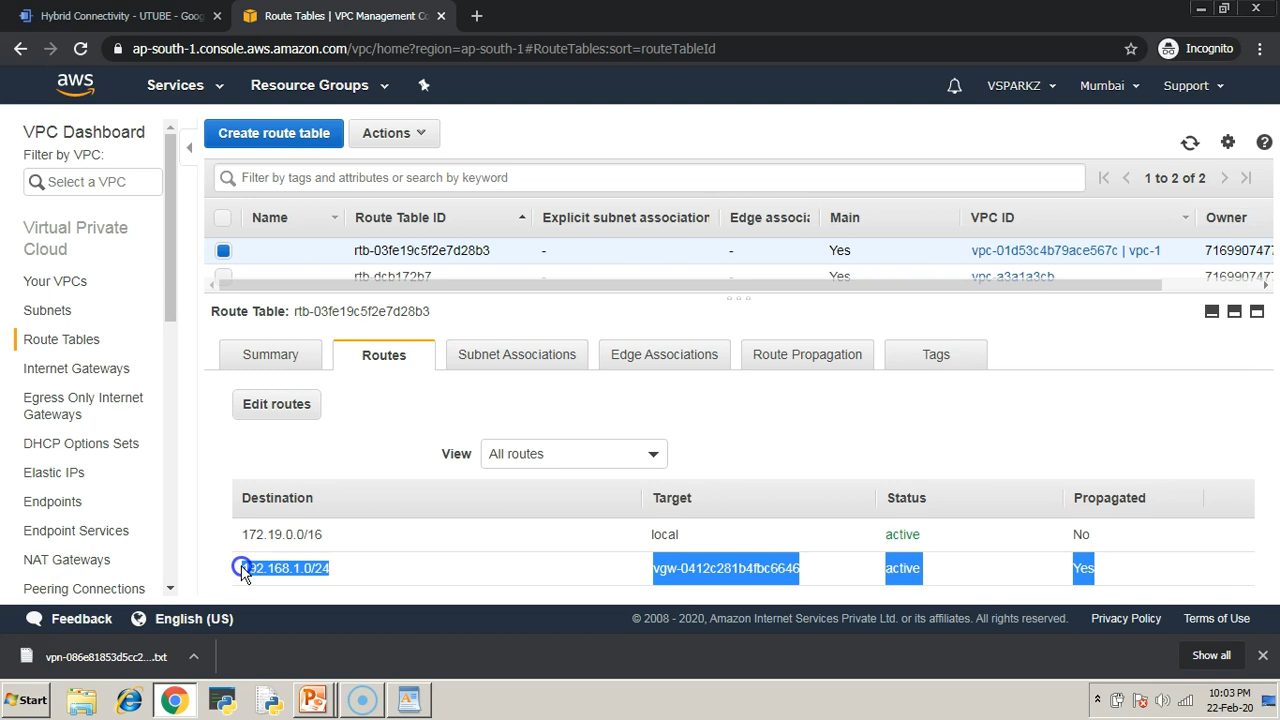 Hybrid Connectivity - UTUBE - Goog
Route Tables | VPC Management Co
ap-south-1.console.aws.amazon.com/vpc/home?region=ap-south-1#RouteTables:sort=routeTableId
Incognito
aws
Services
Resource Groups
VSPARKZ
Mumbai
Support
VPC Dashboard
Filter by VPC:
Select a VPC
Virtual Private
Cloud
Your VPCs
Subnets
Route Tables
Internet Gateways
Egress Only Internet
Gateways
DHCP Options Sets
Elastic IPs
Endpoints
Endpoint Services
NAT Gateways
Peering Connections
Create route table
Actions
Filter by tags and attributes or search by keyword
1 to 2 of 2
Name Route Table ID Explicit subnet association Edge associa Main VPC ID Owner
rtb-03fe19c5f2e7d28b3 - - Yes vpc-01d53c4b79ace567c | vpc-1 716990747
rtb-dcb172b7 - - Yes vpc-a3a1a3cb 716990747
Route Table: rtb-03fe19c5f2e7d28b3
Summary
Routes
Subnet Associations
Edge Associations
Route Propagation
Tags
Edit routes
View All routes
Destination Target Status Propagated
172.19.0.0/16 local active No
192.168.1.0/24 vgw-0412c281b4fbc6646 active Yes
Feedback
English (US)
© 2008 - 2020, Amazon Internet Services Private Ltd. or its affiliates. All rights reserved.
Privacy Policy
Terms of Use
vpn-086e81853d5cc2....txt
Show all
Start
10:03 PM
22-Feb-20